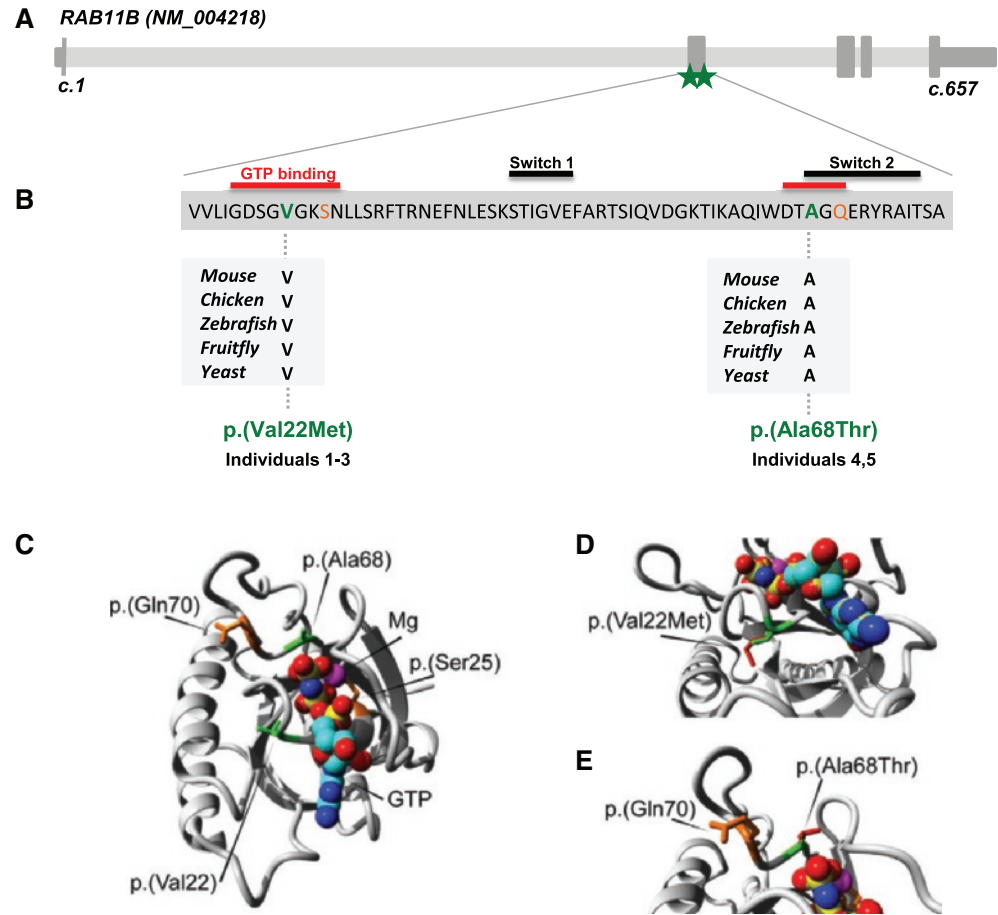 A
RAB11B (NM_004218)
c.1
c.657
B
GTP binding
Switch 1
Switch 2
VVLIGDSGVGKSNLLSRFTRNEFNLESKSTIGVEFARTSIQVDGKTIKAQIWDTAGQERYRAITSA
Mouse V
Chicken V
Zebrafish V
Fruitfly V
Yeast V
p.(Val22Met)
Individuals 1-3
Mouse A
Chicken A
Zebrafish A
Fruitfly A
Yeast A
p.(Ala68Thr)
Individuals 4,5
C
p.(Ala68)
p.(Gln70)
Mg
p.(Ser25)
GTP
p.(Val22)
D
p.(Val22Met)
E
p.(Ala68Thr)
p.(Gln70)